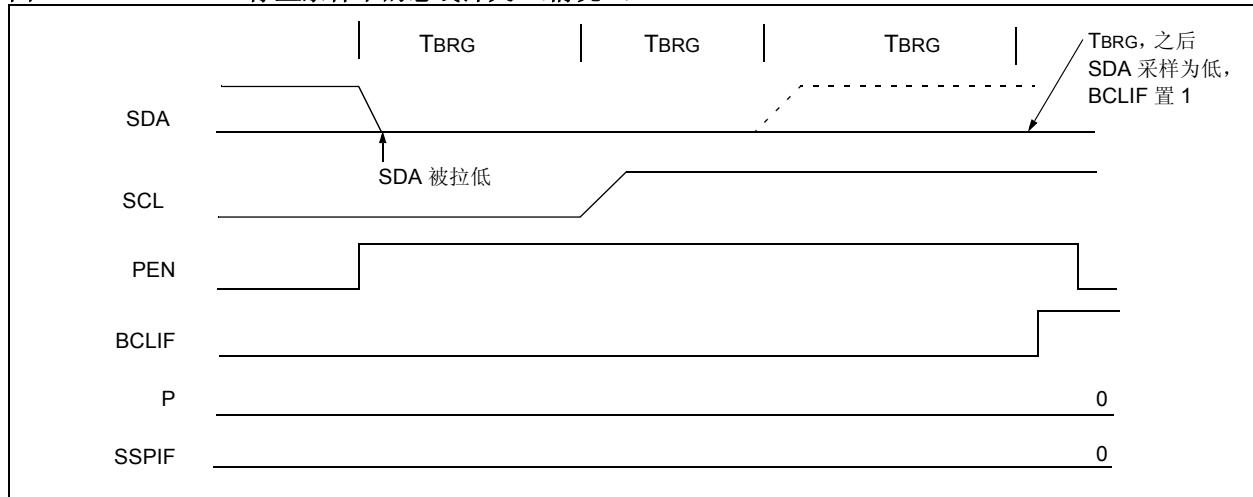 TBRG TBRG TBRG
TBRG，之后
SDA 采样为低，
BCLIF 置 1
SDA
SDA 被拉低
SCL
PEN
BCLIF
P 0
SSPIF 0